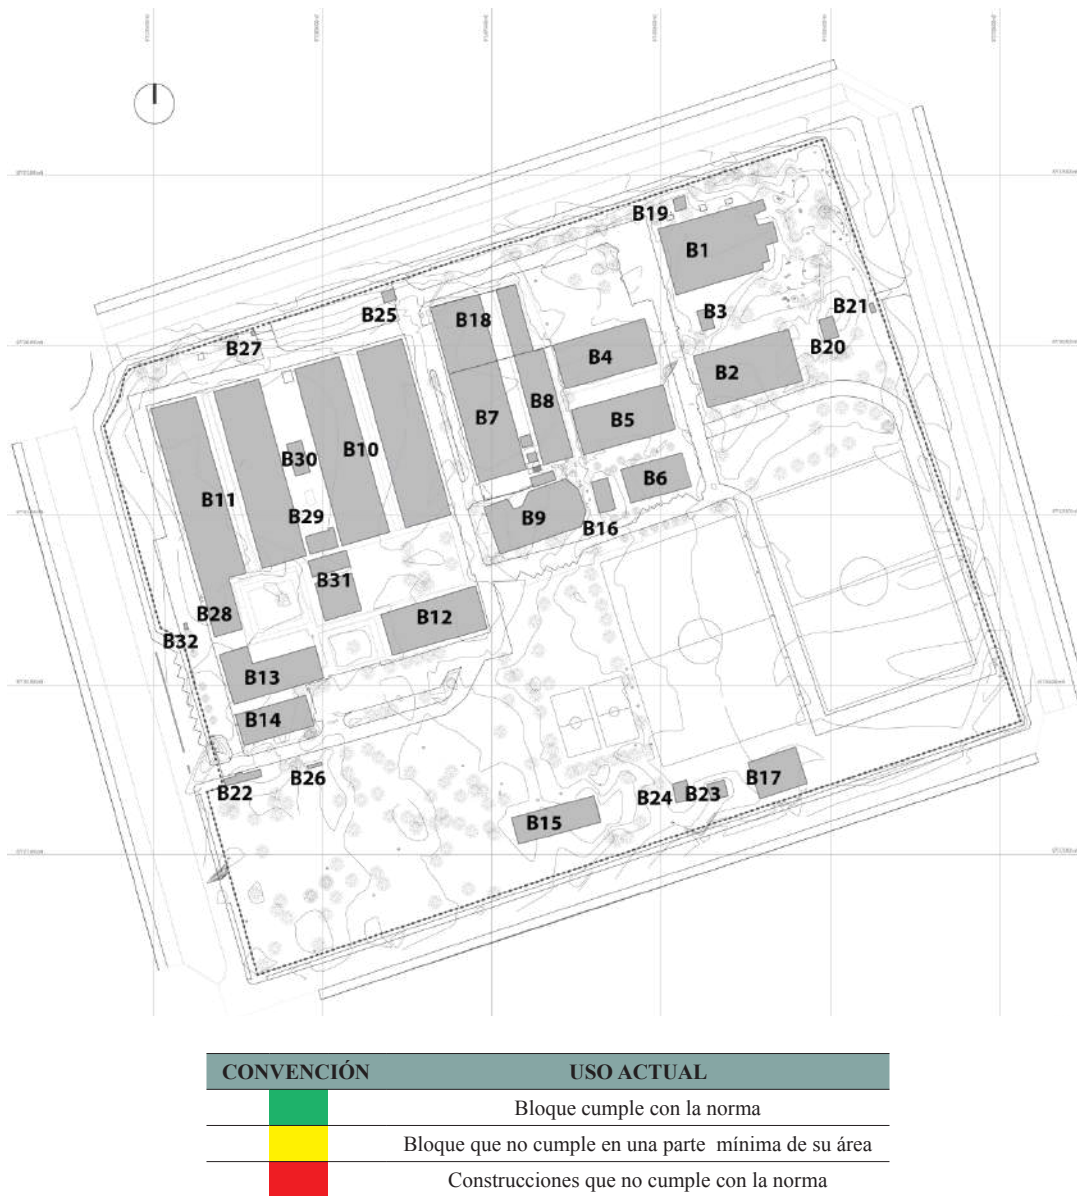 B19
B1
B25
B18
B3
B21
B27
B20
B4
B2
B8
B7
B5
B30
B10
B6
B11
B29
B9
B16
B31
B28
B12
B32
B13
B14
B26
B22
B24
B23
B17
B15
CONVENCIÓN USO ACTUAL
Bloque cumple con la norma
Bloque que no cumple en una parte mínima de su área
Construcciones que no cumple con la norma